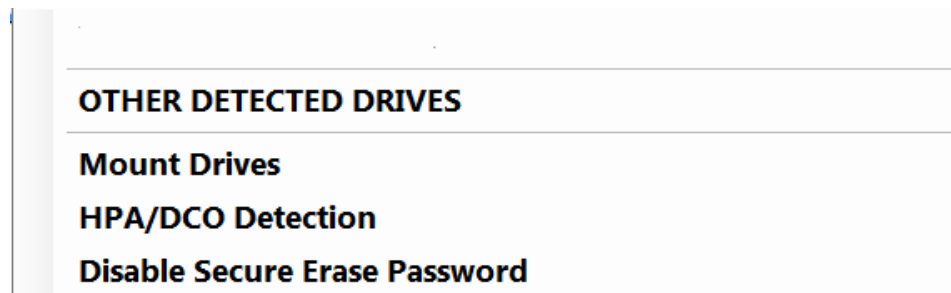 OTHER DETECTED DRIVES
Mount Drives
HPA/DCO Detection
Disable Secure Erase Password